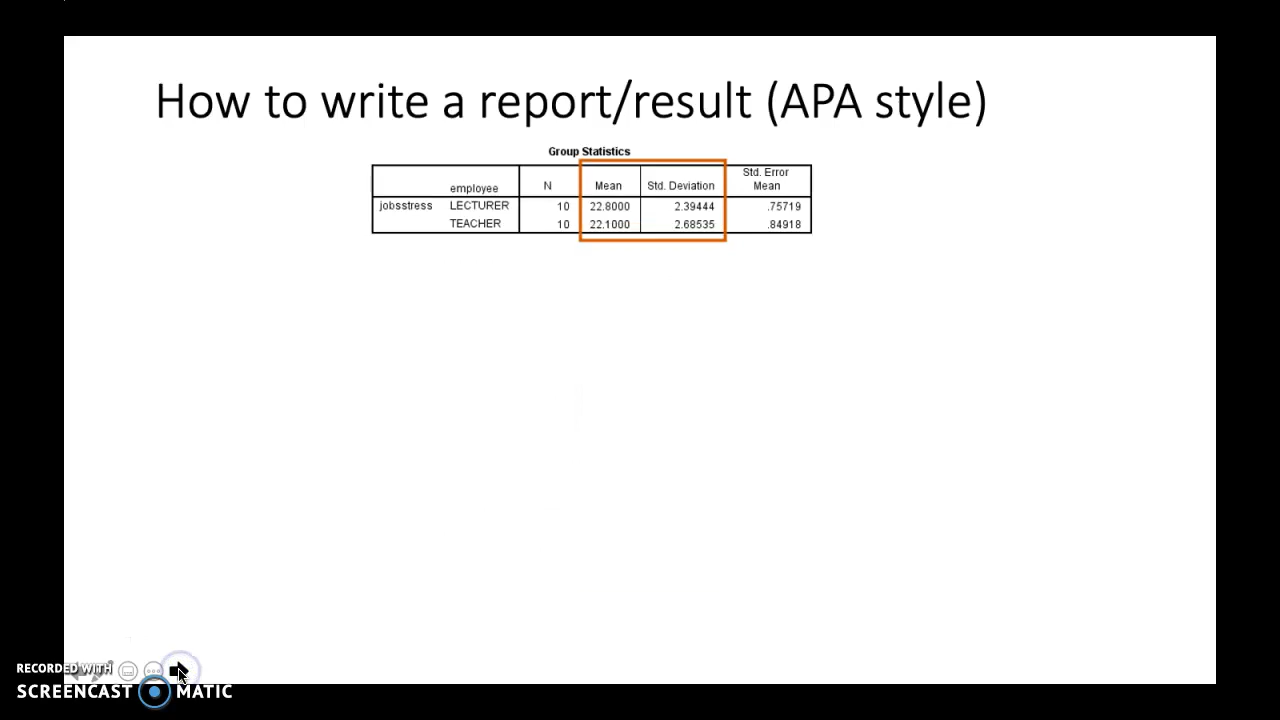 How to write a report/result (APA style)
Group Statistics
employee N Mean Std. Deviation Std. Error Mean
jobsstress LECTURER 10 22.8000 2.39444 .75719
TEACHER 10 22.1000 2.68535 .84918
RECORDED WITH
SCREENCAST MATIC